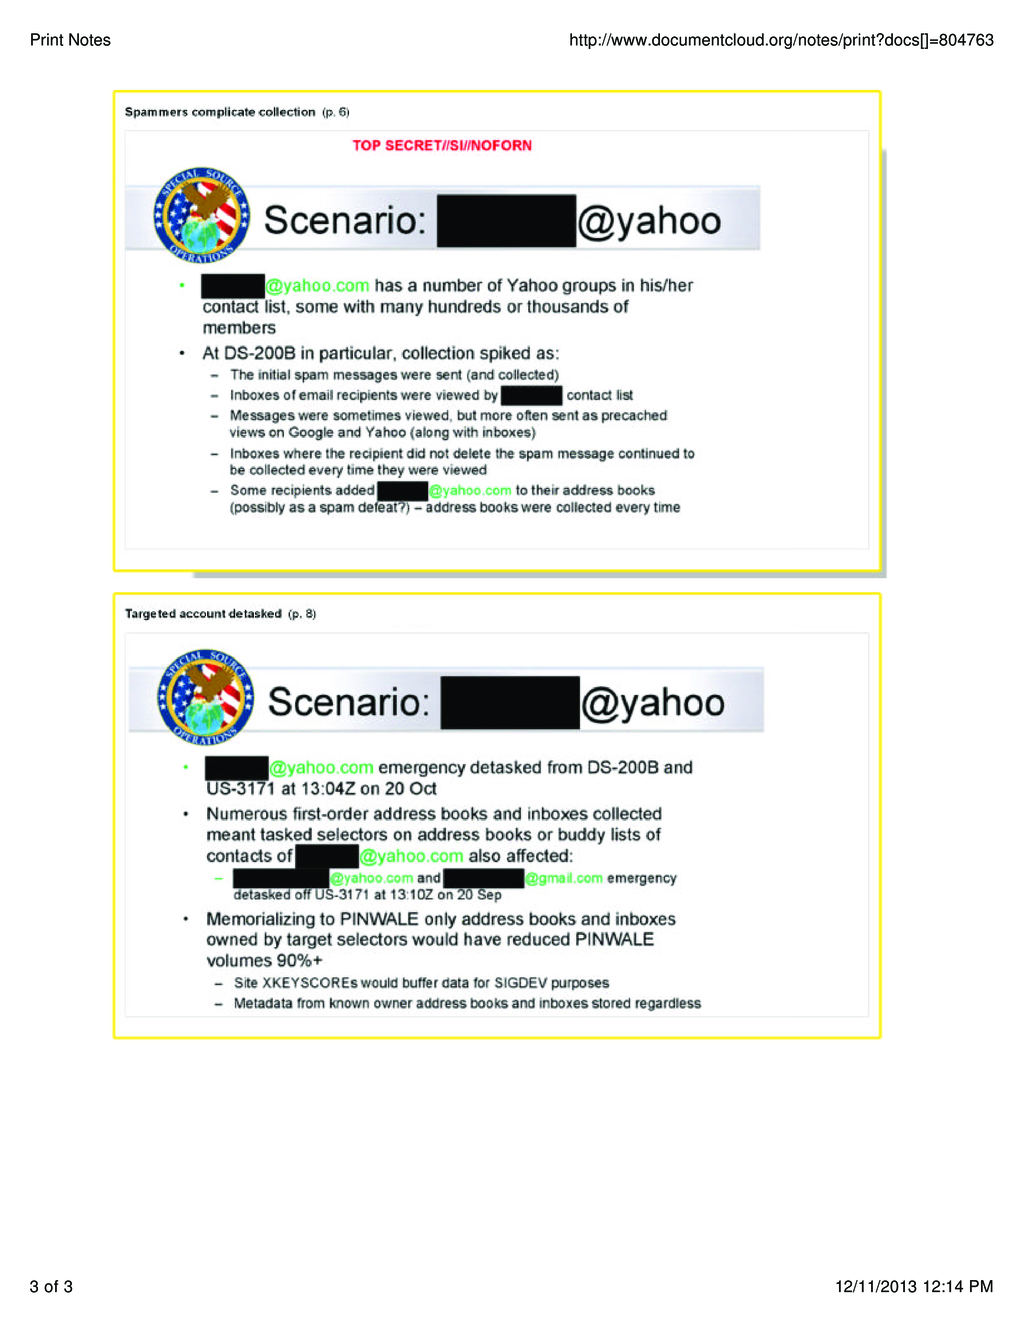 Print Notes
http://www.documentcloud.org/notes/print?docs[]=804763
Spammers complicate collection (p. 6)
TOP SECRET//SI//NOFORN
SPECIAL SOURCE
OPERATIONS
Scenario: @yahoo
• @yahoo.com has a number of Yahoo groups in his/her
contact list, some with many hundreds or thousands of
members
• At DS-200B in particular, collection spiked as:
– The initial spam messages were sent (and collected)
– Inboxes of email recipients were viewed by contact list
– Messages were sometimes viewed, but more often sent as precached
views on Google and Yahoo (along with inboxes)
– Inboxes where the recipient did not delete the spam message continued to
be collected every time they were viewed
– Some recipients added @yahoo.com to their address books
(possibly as a spam defeat?) – address books were collected every time
Targeted account detasked (p. 8)
SPECIAL SOURCE
OPERATIONS
Scenario: @yahoo
• @yahoo.com emergency detasked from DS-200B and
US-3171 at 13:04Z on 20 Oct
• Numerous first-order address books and inboxes collected
meant tasked selectors on address books or buddy lists of
contacts of @yahoo.com also affected:
– @yahoo.com and @gmail.com emergency
detasked off US-3171 at 13:10Z on 20 Sep
• Memorializing to PINWALE only address books and inboxes
owned by target selectors would have reduced PINWALE
volumes 90%+
– Site XKEYSCOREs would buffer data for SIGDEV purposes
– Metadata from known owner address books and inboxes stored regardless
3 of 3
12/11/2013 12:14 PM